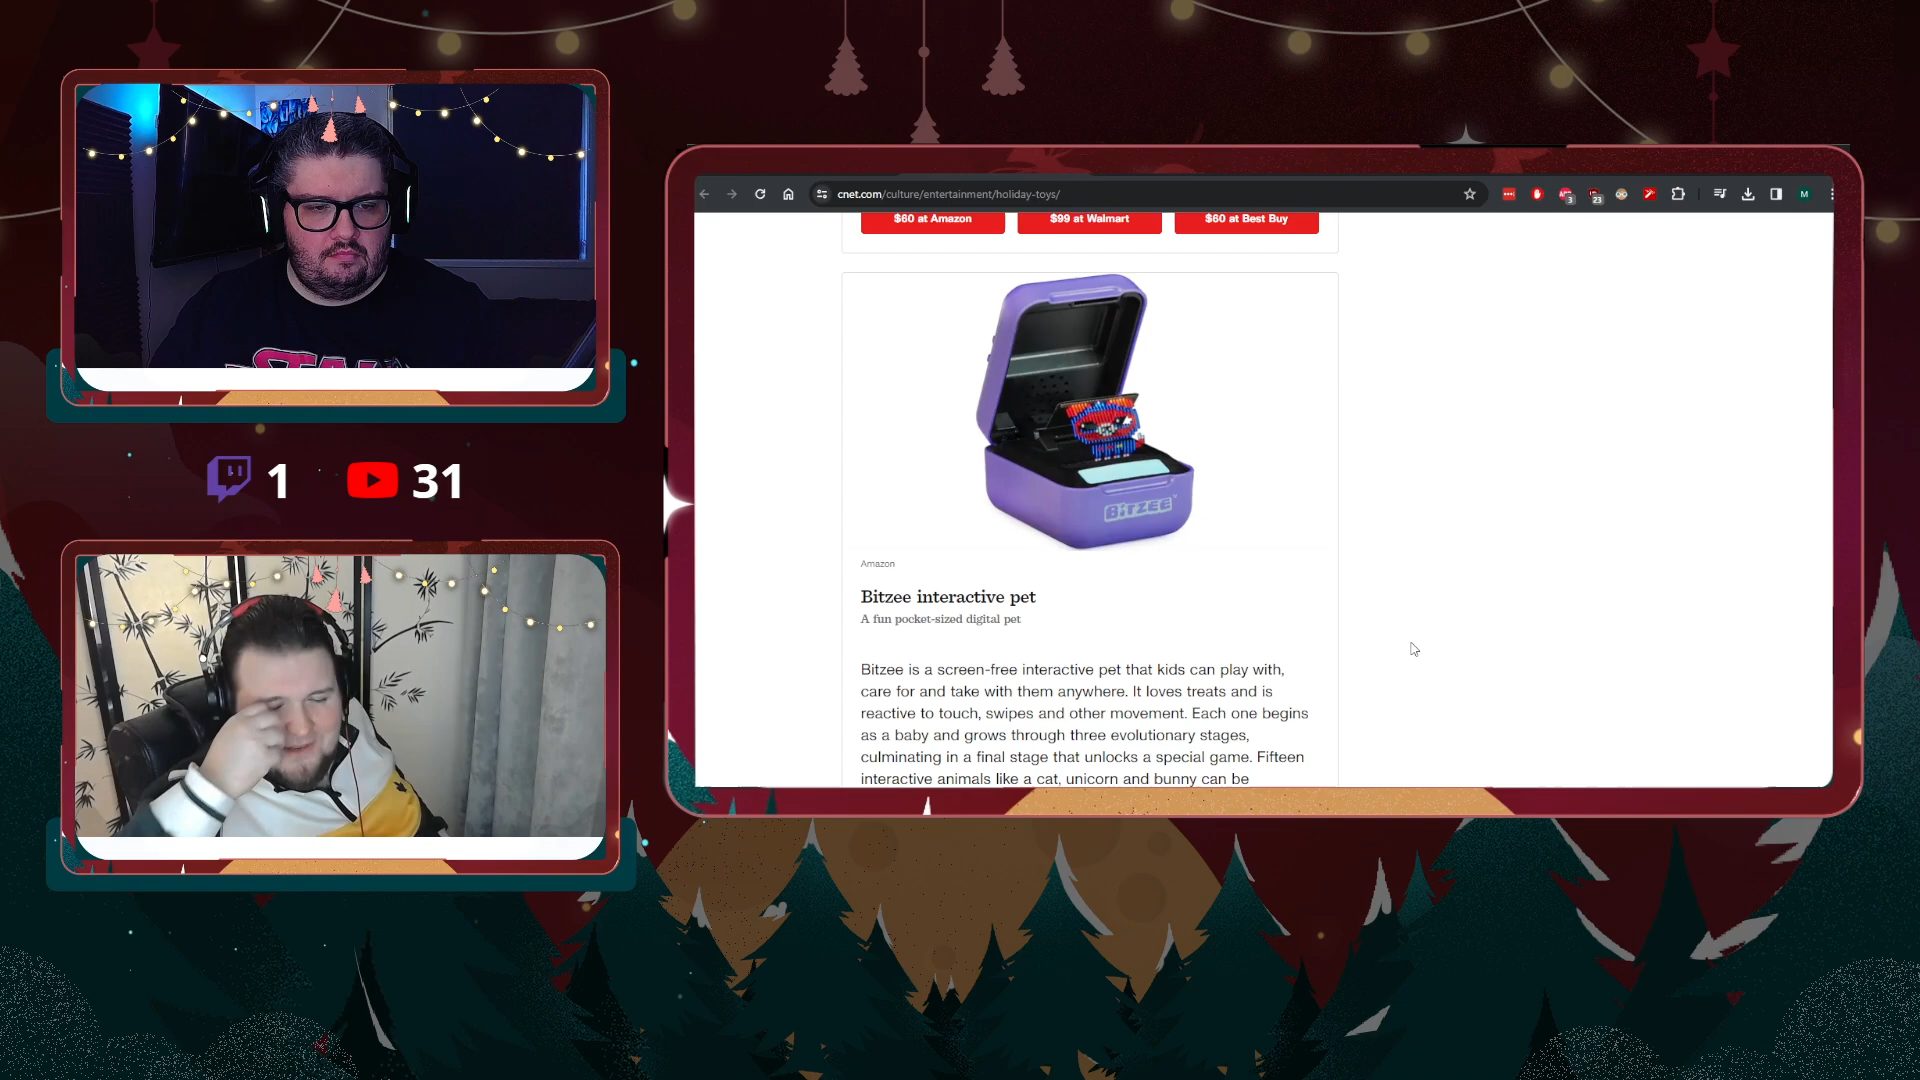 1
31
cnet.com/culture/entertainment/holiday-toys/
3
23
M
$60 at Amazon
$99 at Walmart
$60 at Best Buy
BitZEE
Amazon
Bitzee interactive pet
A fun pocket-sized digital pet
Bitzee is a screen-free interactive pet that kids can play with,
care for and take with them anywhere. It loves treats and is
reactive to touch, swipes and other movement. Each one begins
as a baby and grows through three evolutionary stages,
culminating in a final stage that unlocks a special game. Fifteen
interactive animals like a cat, unicorn and bunny can be